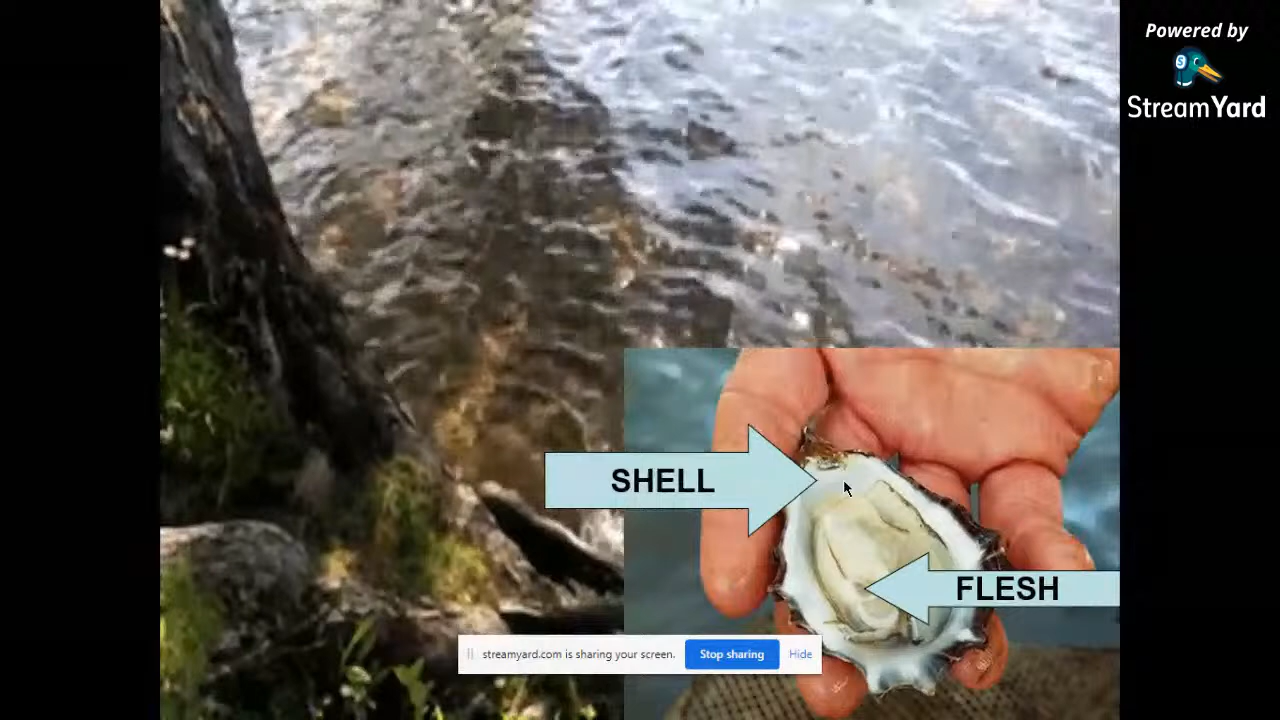 Powered by
StreamYard
SHELL
FLESH
streamyard.com is sharing your screen.
Stop sharing
Hide